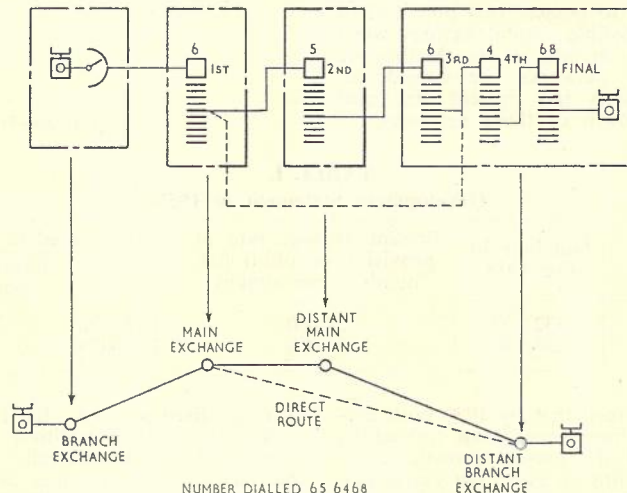 6 1ST
5 2ND
6 3RD
4 4TH
68 FINAL
MAIN
EXCHANGE
DISTANT
MAIN
EXCHANGE
DIRECT
ROUTE
BRANCH
EXCHANGE
DISTANT
BRANCH
EXCHANGE
NUMBER DIALLED 65 6468